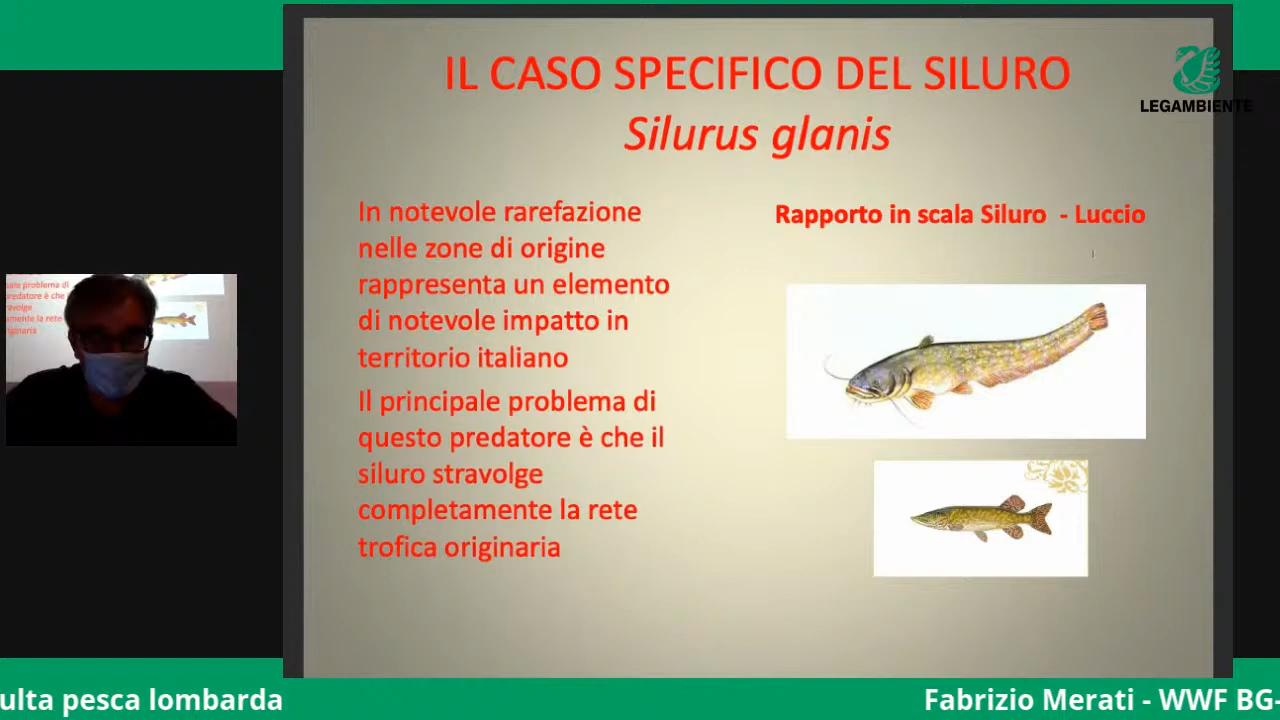 IL CASO SPECIFICO DEL SILURO
Silurus glanis
LEGAMBIENTE
In notevole rarefazione
nelle zone di origine
rappresenta un elemento
di notevole impatto in
territorio italiano
Il principale problema di
questo predatore è che il
siluro stravolge
completamente la rete
trofica originaria
Rapporto in scala Siluro - Luccio
ulta pesca lombarda
Fabrizio Merati - WWF BG-